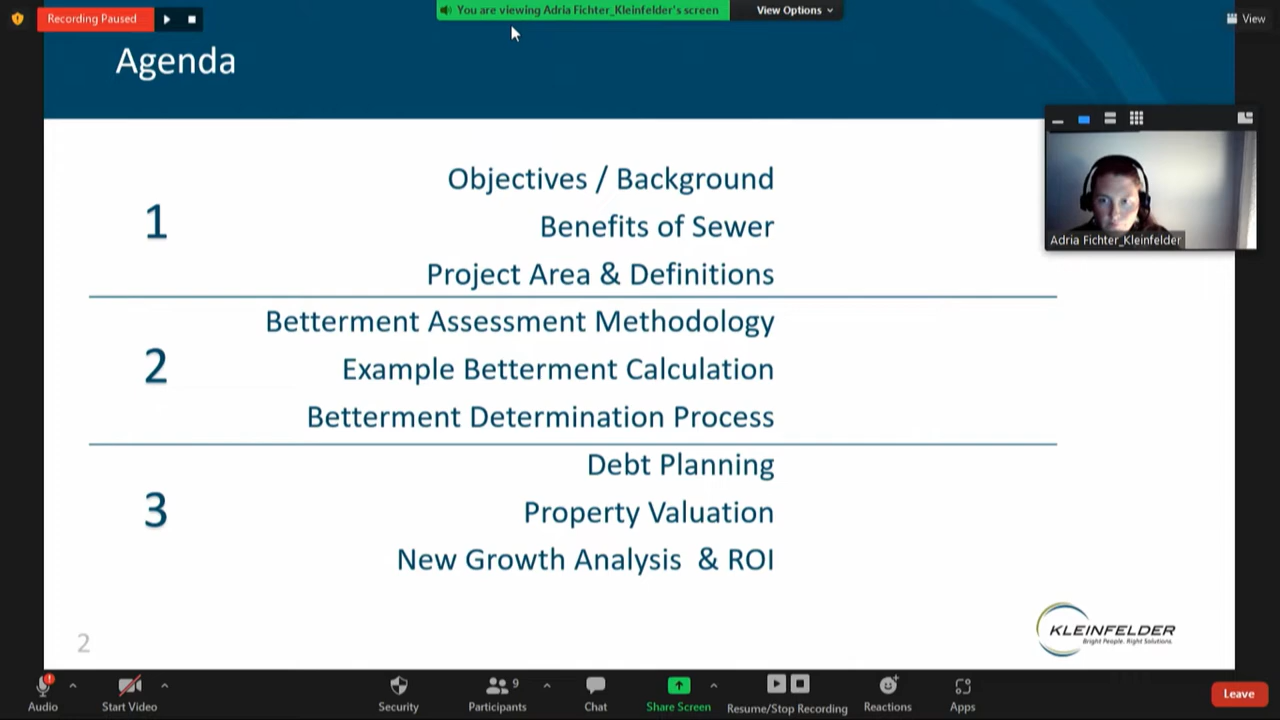 Recording Paused
You are viewing Adria Fichter_Kleinfelder's screen
View Options
View
Agenda
1
Objectives / Background
Benefits of Sewer
Project Area & Definitions
Adria Fichter_Kleinfelder
2
Betterment Assessment Methodology
Example Betterment Calculation
Betterment Determination Process
3
Debt Planning
Property Valuation
New Growth Analysis & ROI
2
KLEINFELDER
Bright People. Right Solutions.
Audio
Start Video
Security
Participants 9
Chat
Share Screen
Resume/Stop Recording
Reactions
Apps
Leave